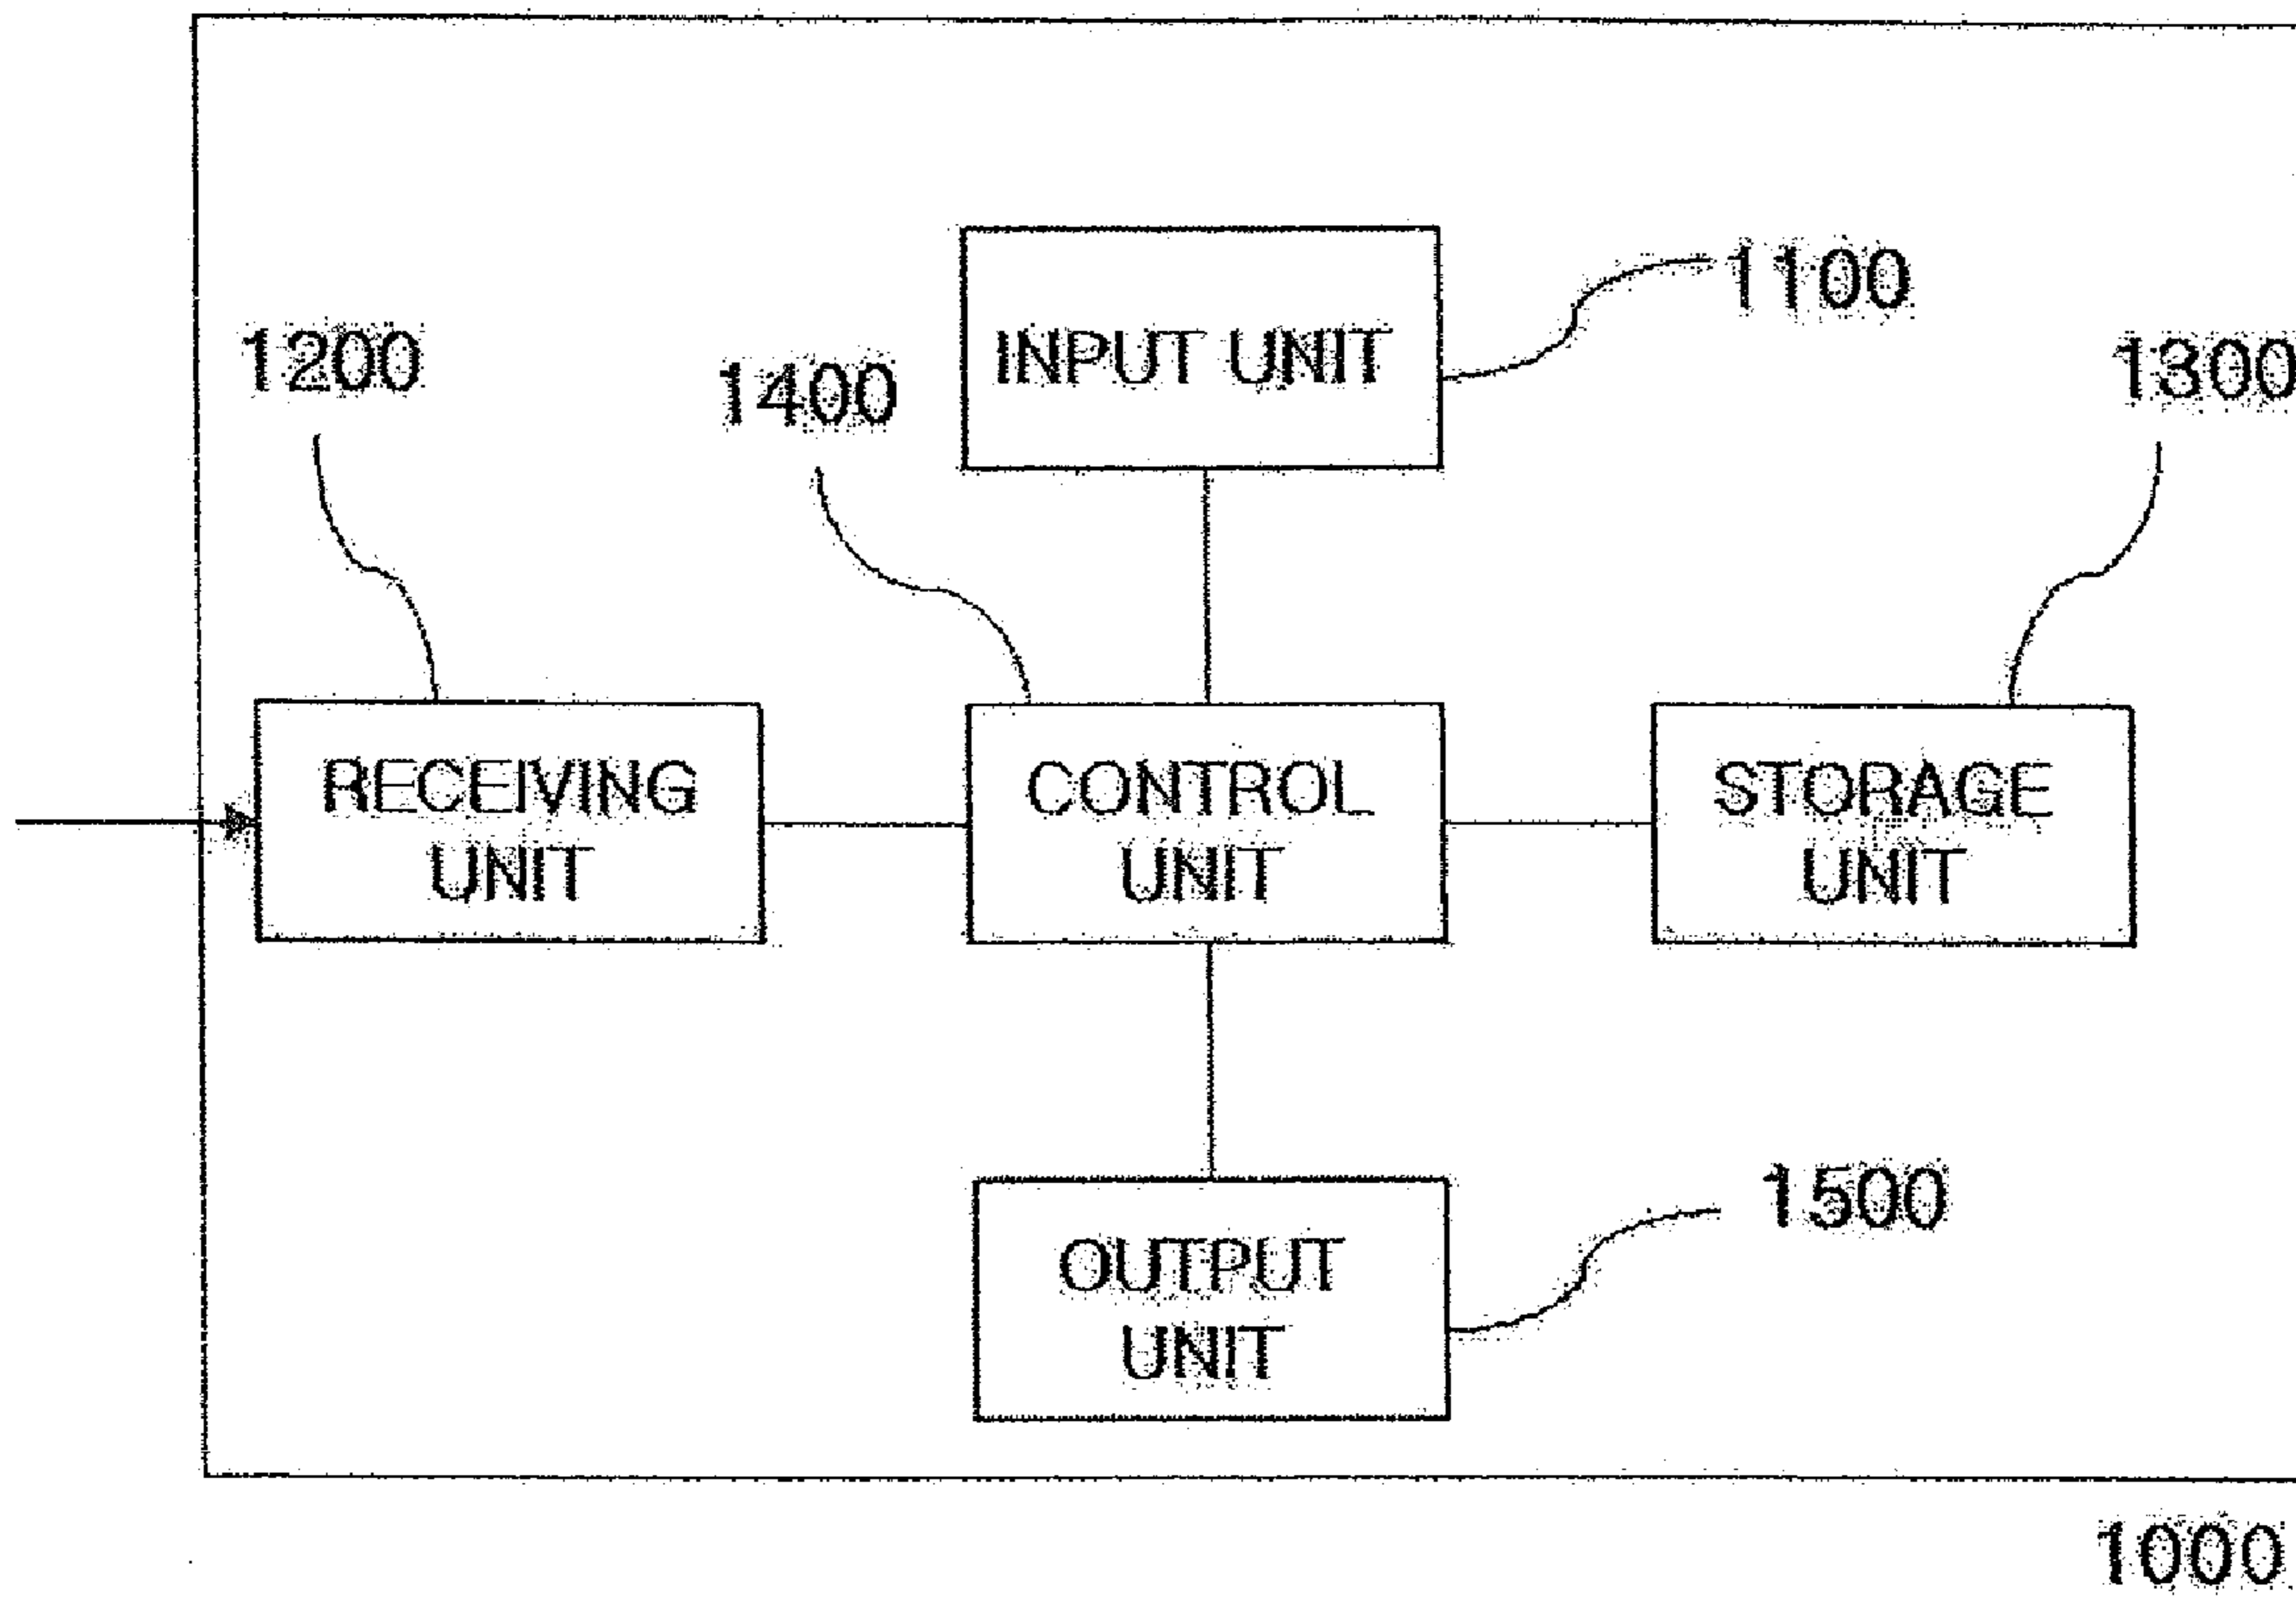 1100
INPUT UNIT
1200
1400
1300
RECEIVING
UNIT
CONTROL
UNIT
STORAGE
UNIT
1500
OUTPUT
UNIT
1000